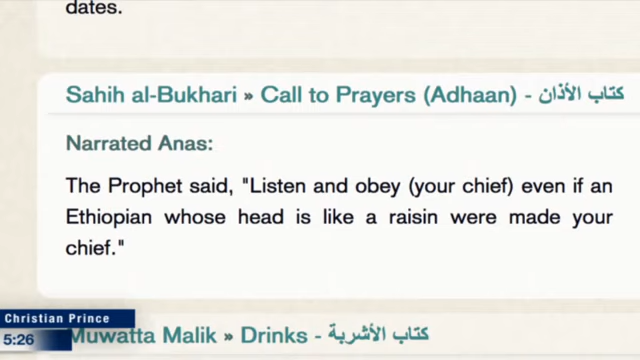 dates.
Sahih al-Bukhari » Call to Prayers (Adhaan) - كتاب الأذان
Narrated Anas:
The Prophet said, "Listen and obey (your chief) even if an
Ethiopian whose head is like a raisin were made your
chief."
Christian Prince
5:26
Muwatta Malik » Drinks - كتاب الأشربة